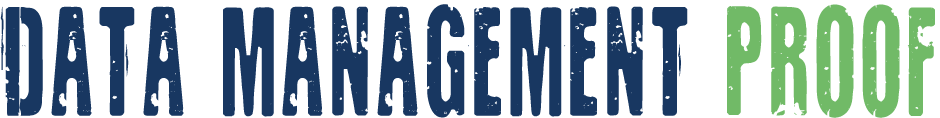 DATA MANAGEMENT PROOF